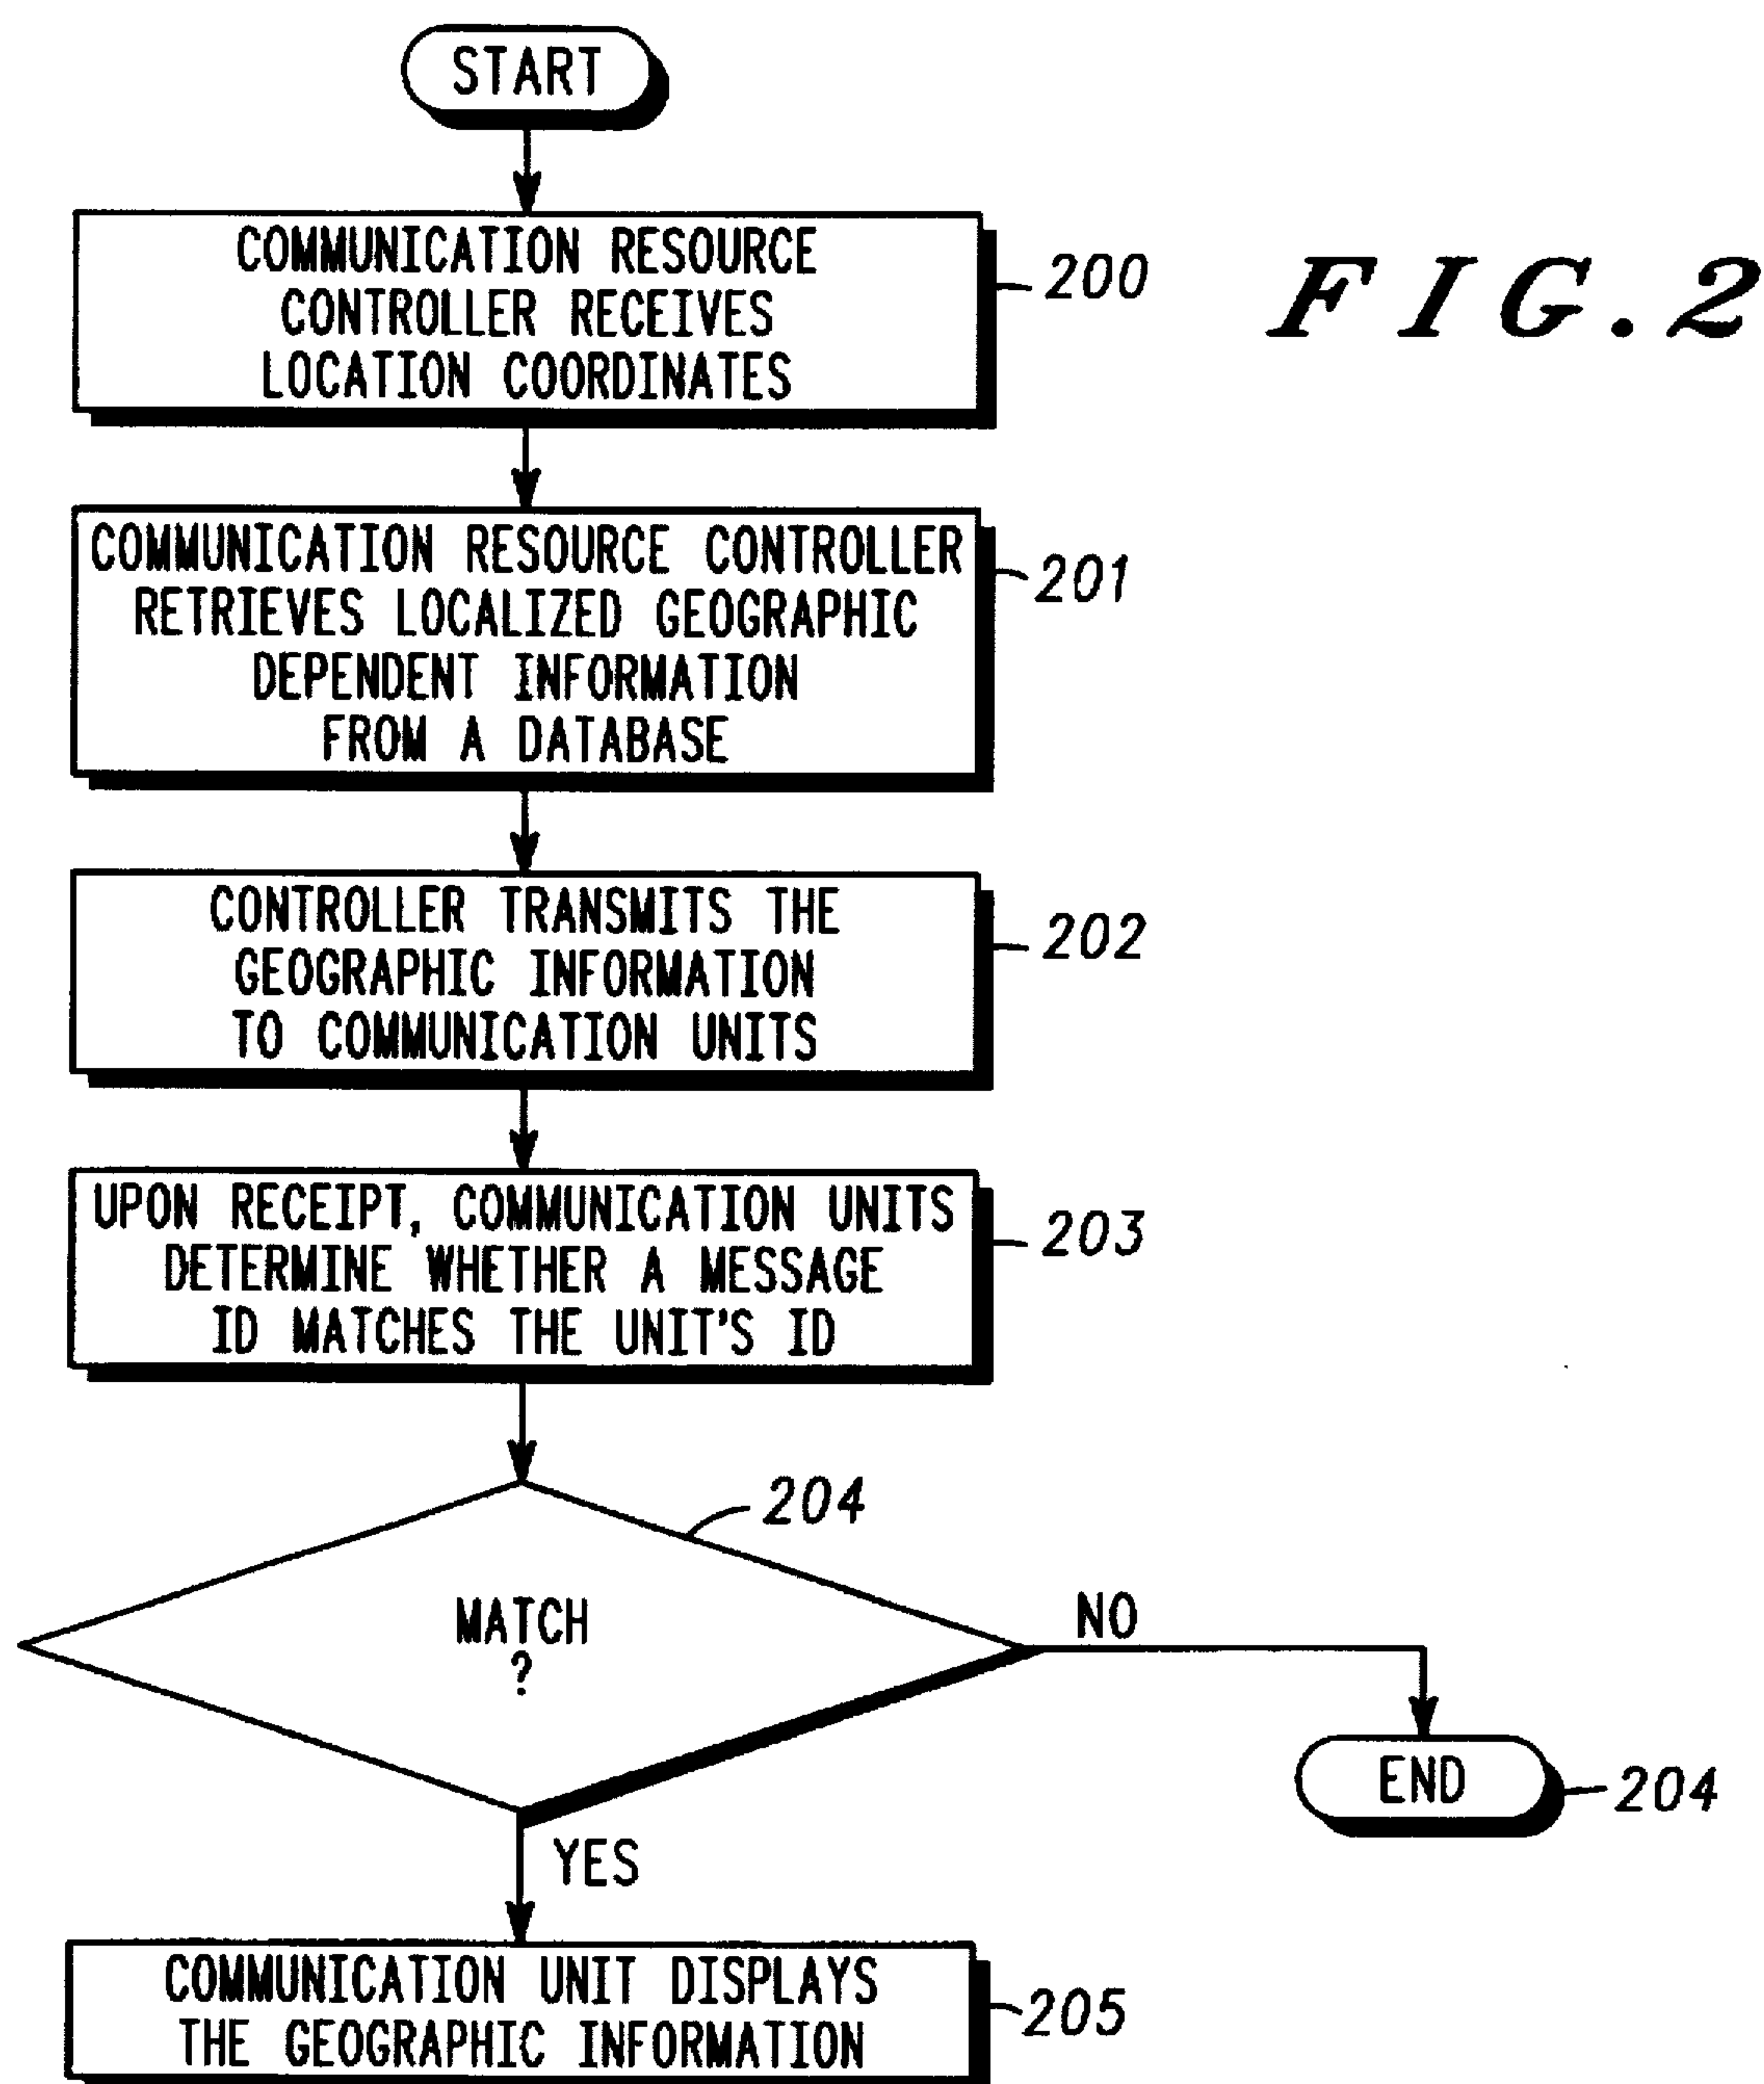 START
COMMUNICATION RESOURCE
CONTROLLER RECEIVES
LOCATION COORDINATES
200
FIG.2
COMMUNICATION RESOURCE CONTROLLER
RETRIEVES LOCALIZED GEOGRAPHIC
DEPENDENT INFORMATION
FROM A DATABASE
201
CONTROLLER TRANSMITS THE
GEOGRAPHIC INFORMATION
TO COMMUNICATION UNITS
202
UPON RECEIPT, COMMUNICATION UNITS
DETERMINE WHETHER A MESSAGE
ID MATCHES THE UNIT'S ID
203
204
MATCH
?
NO
END
204
YES
COMMUNICATION UNIT DISPLAYS
THE GEOGRAPHIC INFORMATION
205